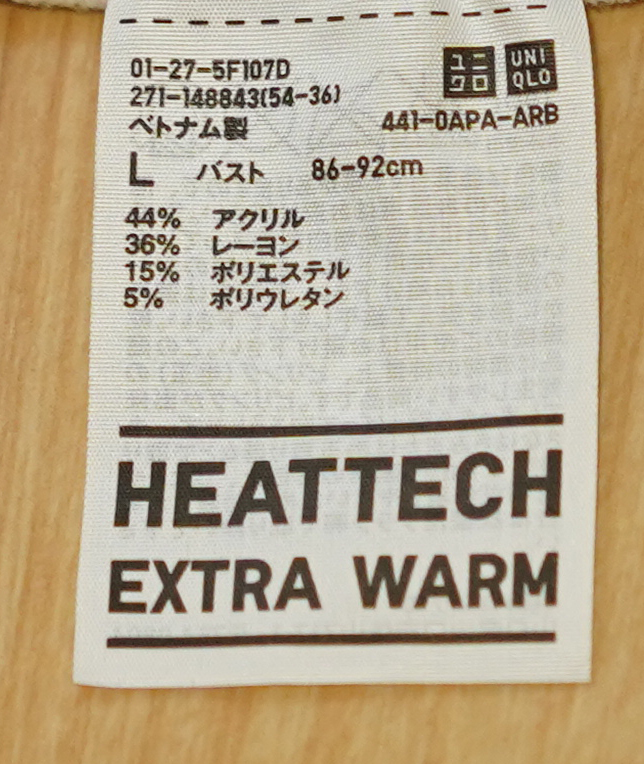 01-27-5F107D
ユニクロ
UNIQLO
271-148843(54-36)
ベトナム製
441-0APA-ARB
L バスト 86-92cm
44% アクリル
36% レーヨン
15% ポリエステル
5% ポリウレタン
HEATTECH
EXTRA WARM